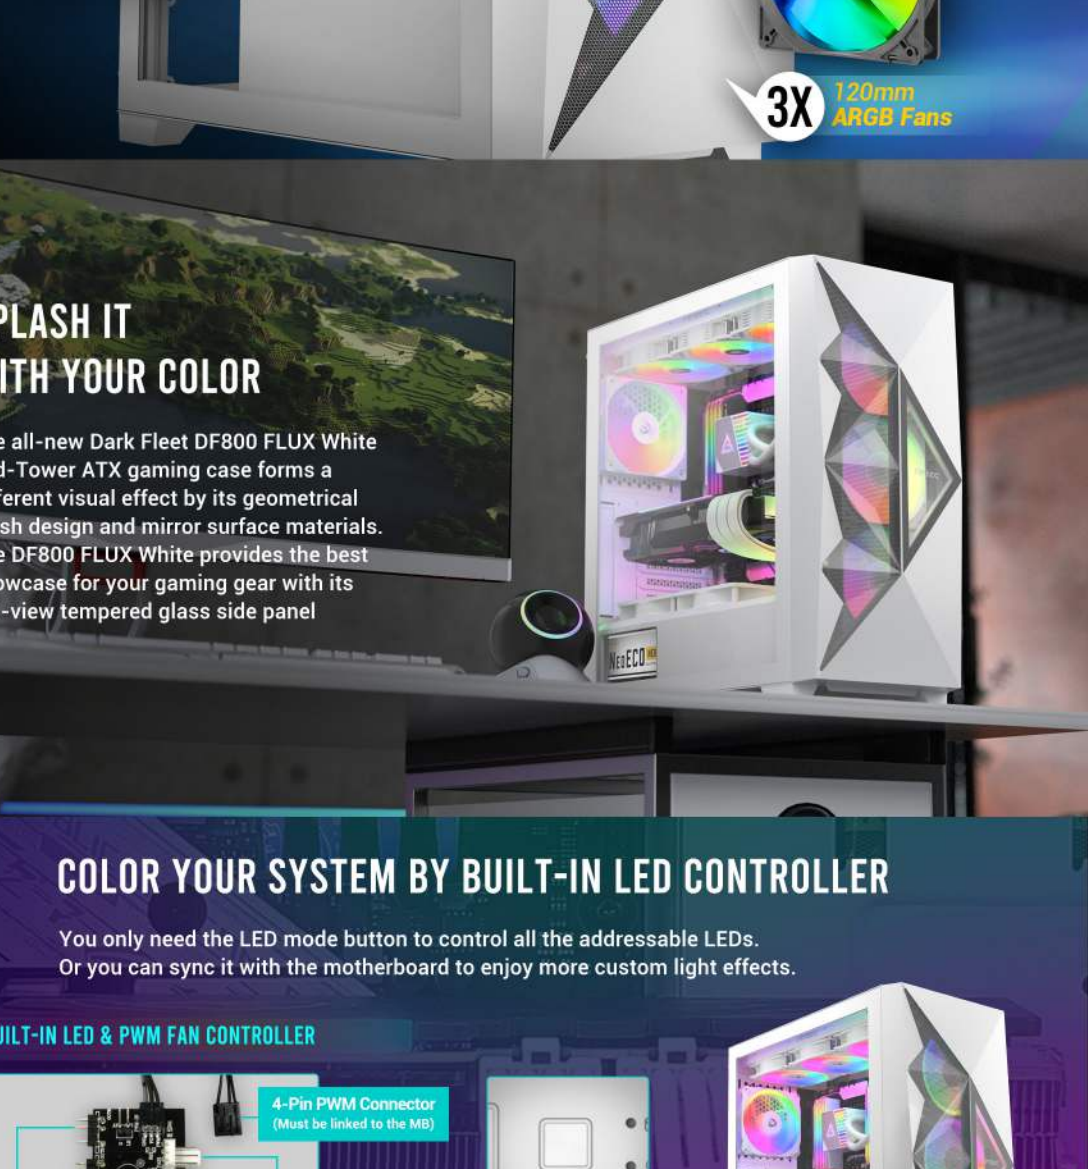 3X
120mm
ARGB Fans
PLASH IT
ITH YOUR COLOR
e all-new Dark Fleet DF800 FLUX White
d-Tower ATX gaming case forms a
ferent visual effect by its geometrical
sh design and mirror surface materials.
e DF800 FLUX White provides the best
owcase for your gaming gear with its
-view tempered glass side panel
NeoECO
COLOR YOUR SYSTEM BY BUILT-IN LED CONTROLLER
You only need the LED mode button to control all the addressable LEDs.
Or you can sync it with the motherboard to enjoy more custom light effects.
UILT-IN LED & PWM FAN CONTROLLER
4-Pin PWM Connector
(Must be linked to the MB)